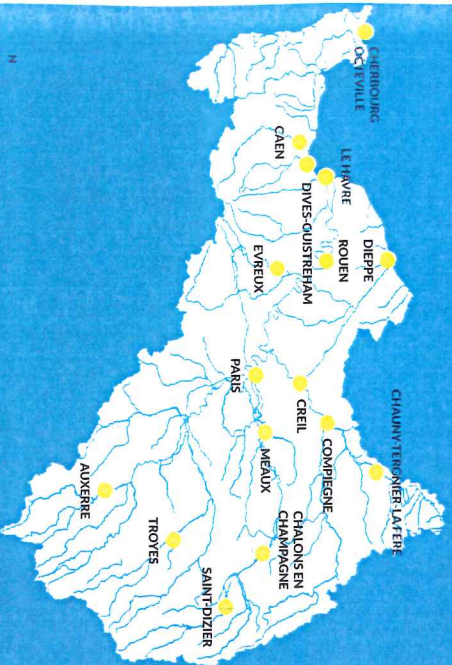 CHERBOURG
OCTEVILLE
CAEN
LE HAVRE
DIVES-OUISTREHAM
ROUEN
DIEPPE
EVREUX
PARIS
CREIL
COMPIEGNE
CHAUNY-TERGNIER-LA FERE
MEAUX
CHALONS EN
CHAMPAGNE
AUXERRE
TROYES
SAINT-DIZIER
N